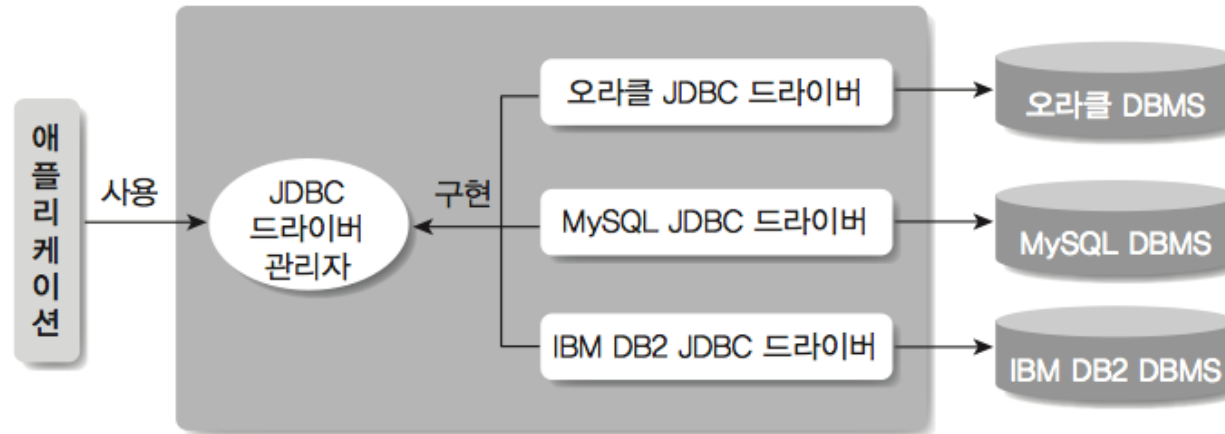 애플리케이션
사용
JDBC
드라이버
관리자
구현
오라클 JDBC 드라이버
MySQL JDBC 드라이버
IBM DB2 JDBC 드라이버
오라클 DBMS
MySQL DBMS
IBM DB2 DBMS